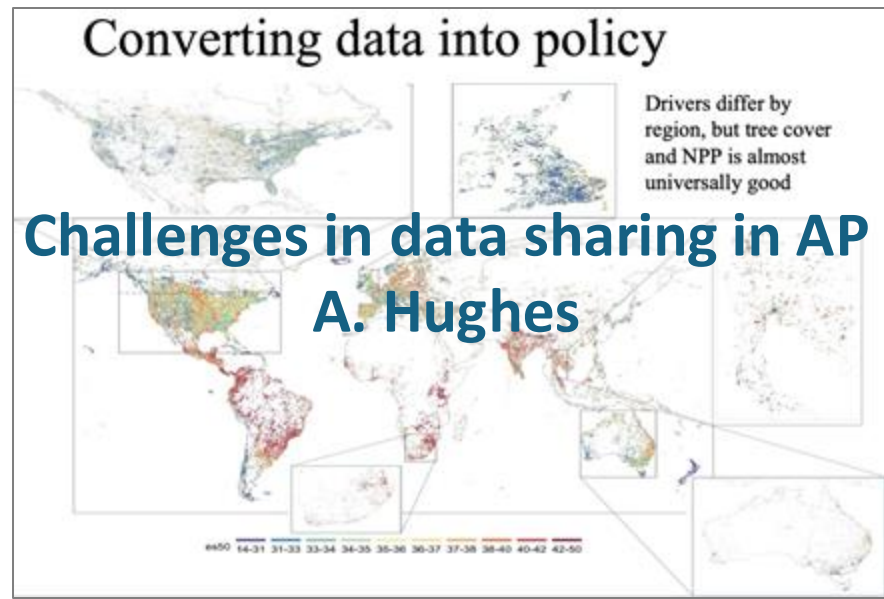 Converting data into policy
Drivers differ by
region, but tree cover
and NPP is almost
universally good
Challenges in data sharing in AP
A. Hughes
es50 14-31 31-33 33-34 34-35 35-36 36-37 37-38 38-40 40-42 42-50